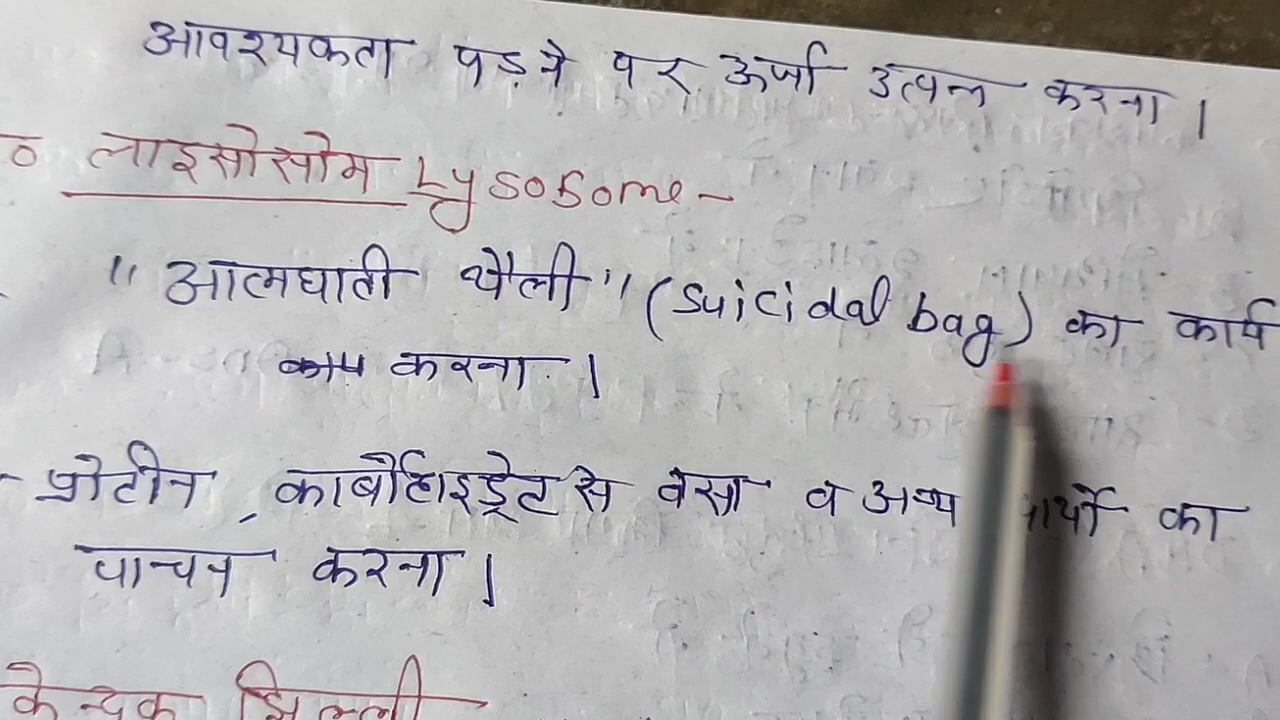 आवश्यकता पड़ने पर ऊर्जा उत्पन्न करना।
लाइसोसोम Lysosome -
"आत्मघाती थैली" (Suicidal bag) का कार्य
करना।
- प्रोटीन, कार्बोहाइड्रेट से वसा व अन्य का
पाचन करना।
केन्द्रक झिल्ली